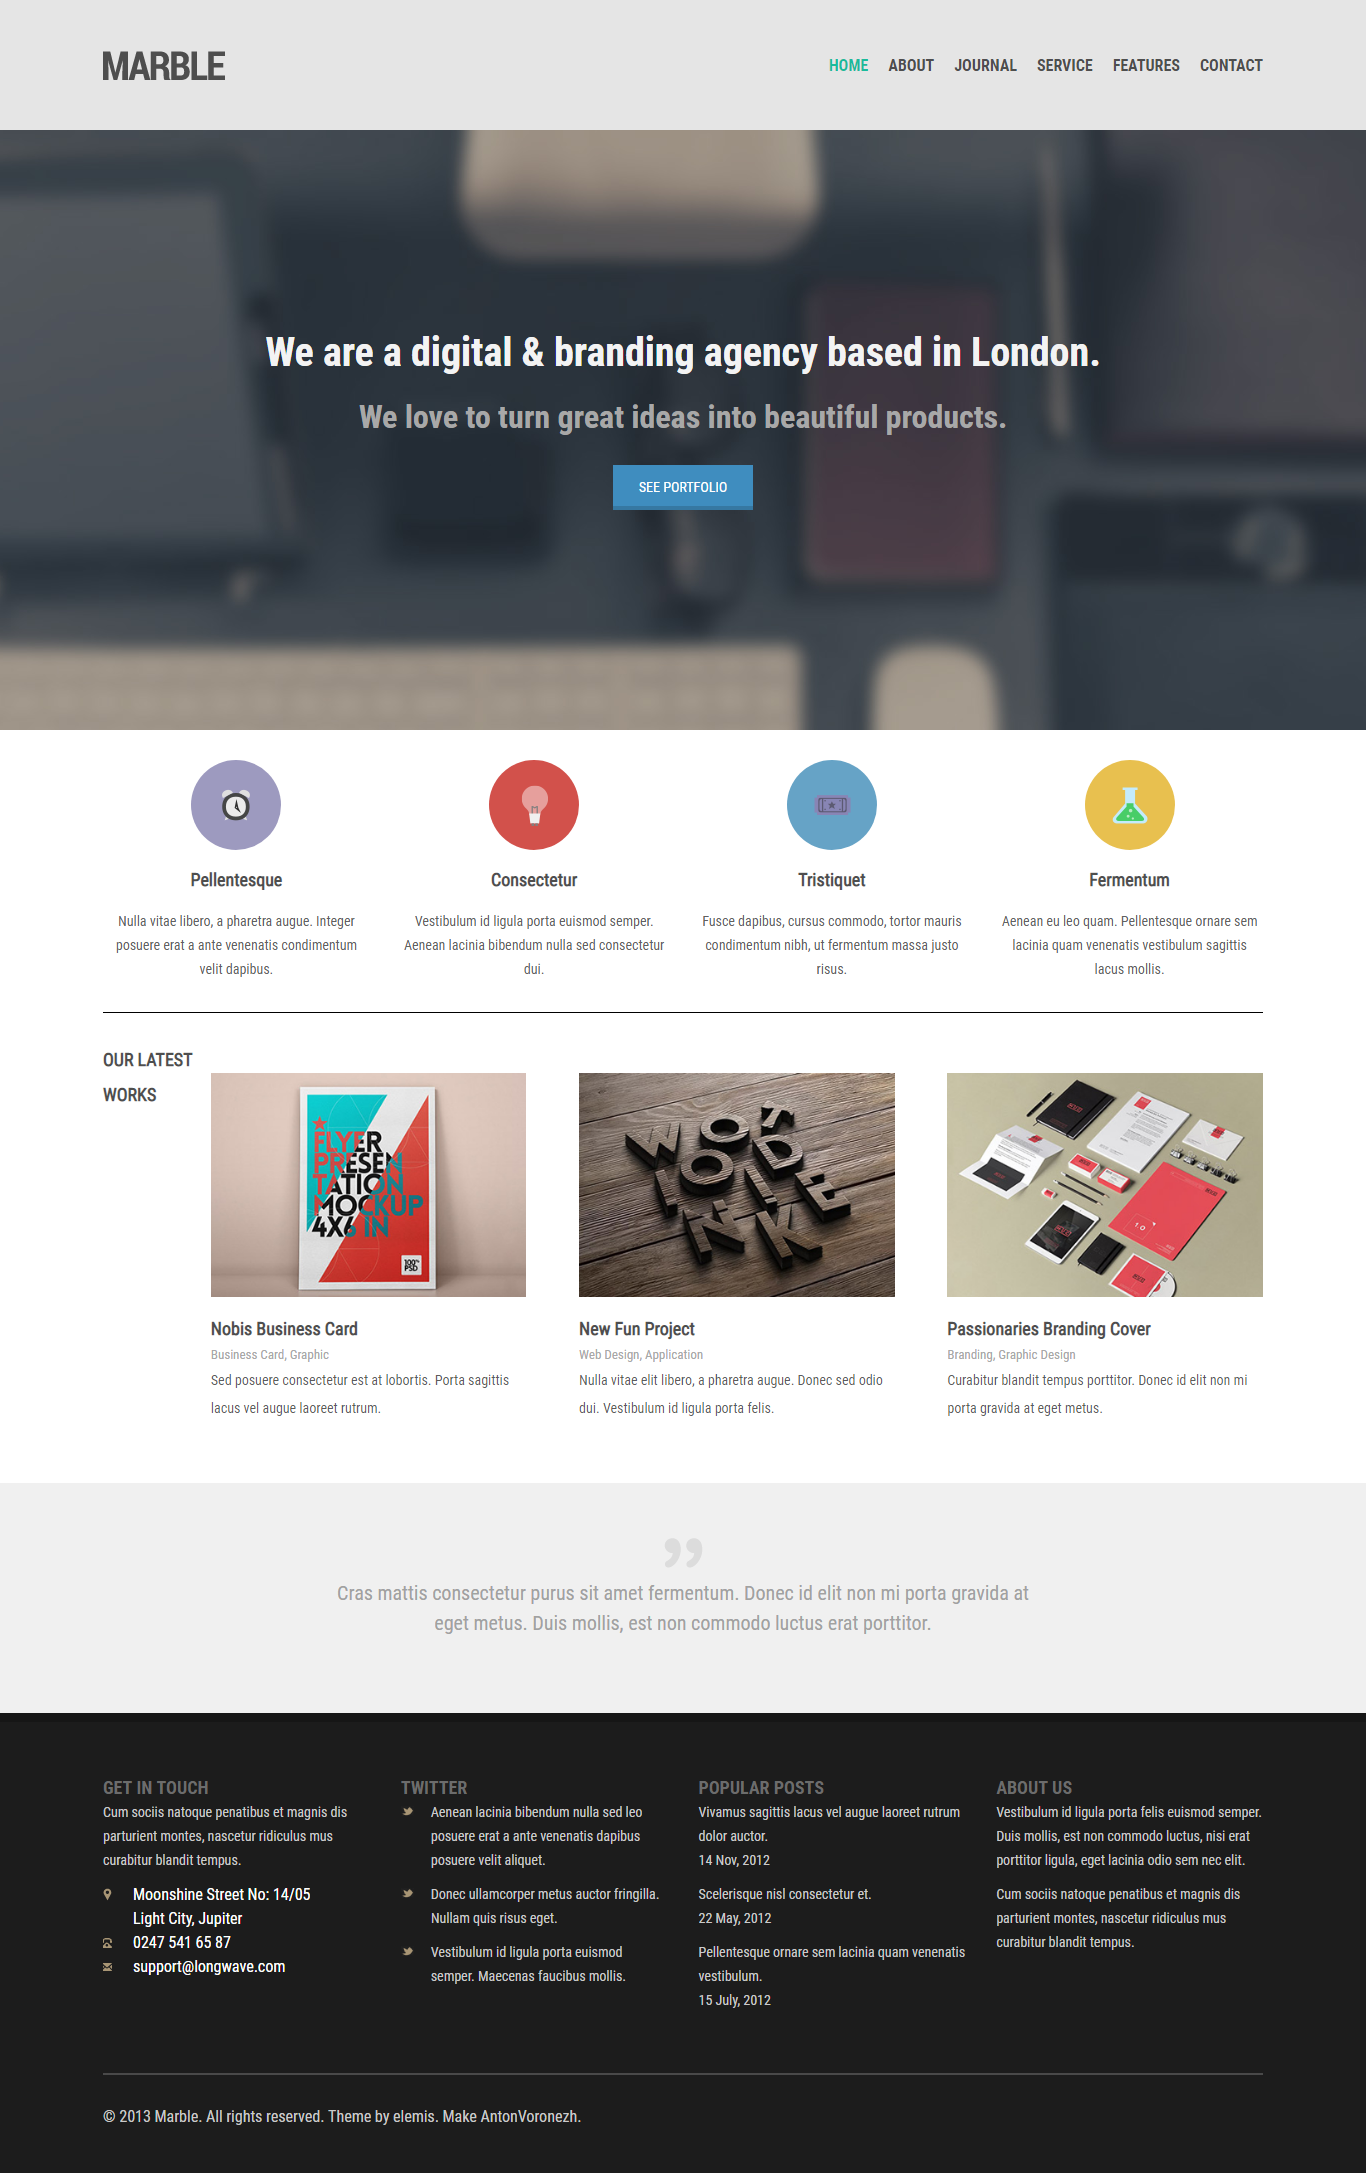 MARBLE
HOME ABOUT JOURNAL SERVICE FEATURES CONTACT
We are a digital & branding agency based in London.
We love to turn great ideas into beautiful products.
SEE PORTFOLIO
Pellentesque
Nulla vitae libero, a pharetra augue. Integer
posuere erat a ante venenatis condimentum
velit dapibus.
Consectetur
Vestibulum id ligula porta euismod semper.
Aenean lacinia bibendum nulla sed consectetur
dui.
Tristiquet
Fusce dapibus, cursus commodo, tortor mauris
condimentum nibh, ut fermentum massa justo
risus.
Fermentum
Aenean eu leo quam. Pellentesque ornare sem
lacinia quam venenatis vestibulum sagittis
lacus mollis.
OUR LATEST
WORKS
FLYER
PRESEN
TATION
MOCKUP
4X6 IN
100%
PSD
Nobis Business Card
Business Card, Graphic
Sed posuere consectetur est at lobortis. Porta sagittis
lacus vel augue laoreet rutrum.
WOT
IODE
NKE
New Fun Project
Web Design, Application
Nulla vitae elit libero, a pharetra augue. Donec sed odio
dui. Vestibulum id ligula porta felis.
Passionaries Branding Cover
Branding, Graphic Design
Curabitur blandit tempus porttitor. Donec id elit non mi
porta gravida at eget metus.
”
Cras mattis consectetur purus sit amet fermentum. Donec id elit non mi porta gravida at
eget metus. Duis mollis, est non commodo luctus erat porttitor.
GET IN TOUCH
Cum sociis natoque penatibus et magnis dis
parturient montes, nascetur ridiculus mus
curabitur blandit tempus.
Moonshine Street No: 14/05
Light City, Jupiter
0247 541 65 87
support@longwave.com
TWITTER
Aenean lacinia bibendum nulla sed leo
posuere erat a ante venenatis dapibus
posuere velit aliquet.
Donec ullamcorper metus auctor fringilla.
Nullam quis risus eget.
Vestibulum id ligula porta euismod
semper. Maecenas faucibus mollis.
POPULAR POSTS
Vivamus sagittis lacus vel augue laoreet rutrum
dolor auctor.
14 Nov, 2012
Scelerisque nisl consectetur et.
22 May, 2012
Pellentesque ornare sem lacinia quam venenatis
vestibulum.
15 July, 2012
ABOUT US
Vestibulum id ligula porta felis euismod semper.
Duis mollis, est non commodo luctus, nisi erat
porttitor ligula, eget lacinia odio sem nec elit.
Cum sociis natoque penatibus et magnis dis
parturient montes, nascetur ridiculus mus
curabitur blandit tempus.
© 2013 Marble. All rights reserved. Theme by elemis. Make AntonVoronezh.